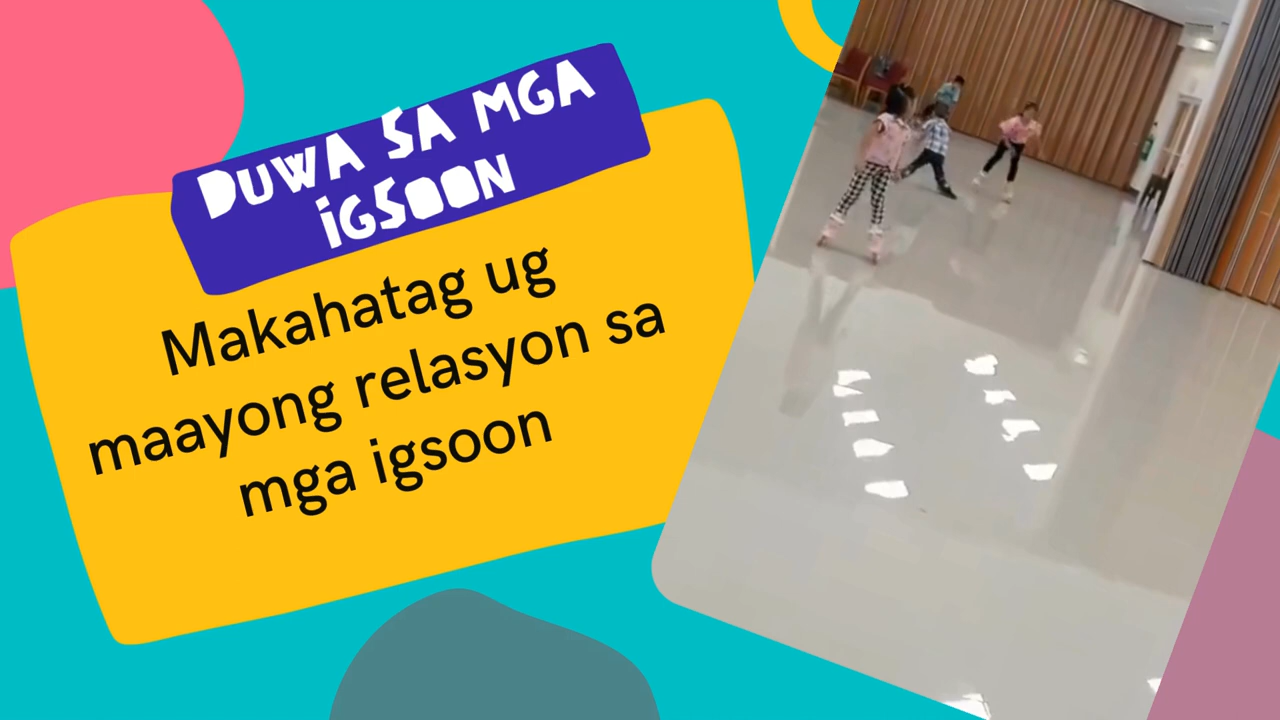 DUWA SA MGA
IGSOON
Makahatag ug
maayong relasyon sa
mga igsoon